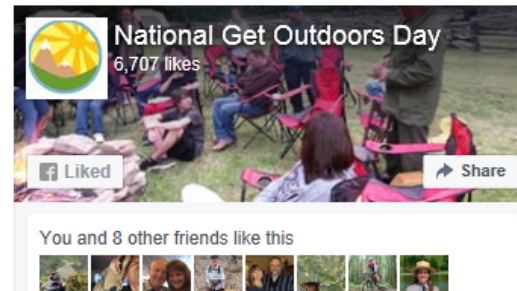 National Get Outdoors Day
6,707 likes
Liked
Share
You and 8 other friends like this